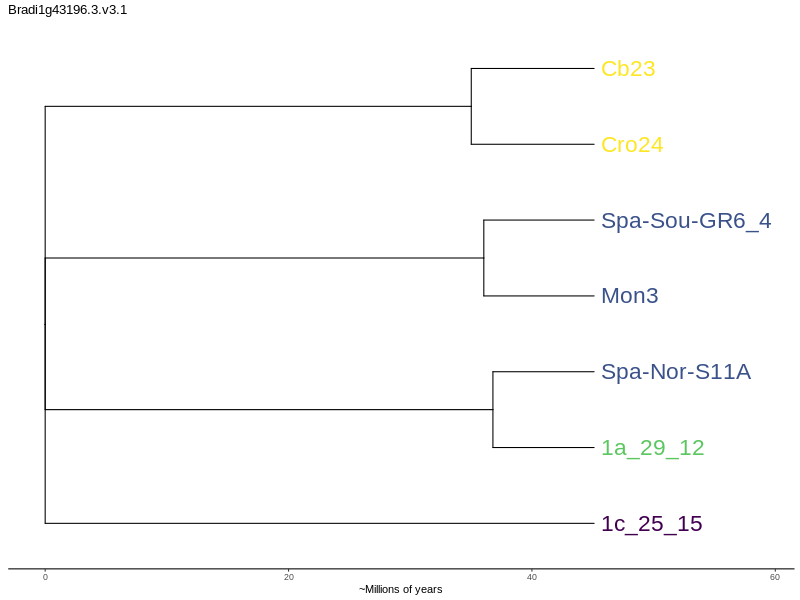 Bradi1g43196.3.v3.1
Cb23
Cro24
Spa-Sou-GR6_4
Mon3
Spa-Nor-S11A
1a_29_12
1c_25_15
0 20 40 60
~Millions of years